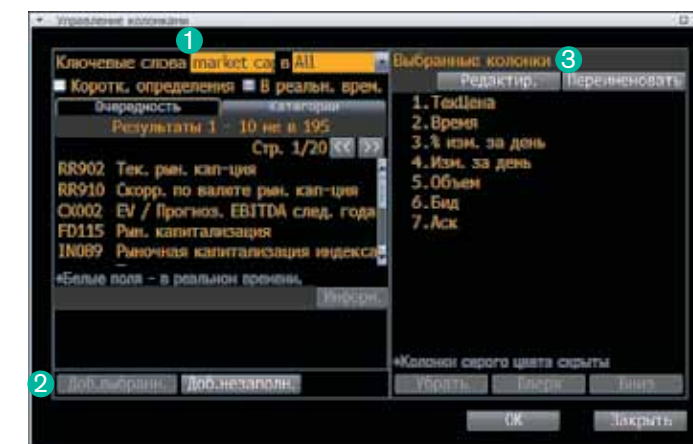 Управление колонками
1
Ключевые слова market ca в All
Коротк. определения В реальн. врем.
Очередность Категории
Результаты 1 - 10 не в 195
Стр. 1/20 << >>
RR902 Тек. рын. кап-ция
RR910 Скорр. по валюте рын. кап-ция
CX002 EV / Прогноз. EBITDA след. года
FD115 Рын. капитализация
IN089 Рыночная капитализация индекса
*Белые поля - в реальном времени.
Информ.
2
Доб.выбранн. Доб.незаполн.
Выбранные колонки 3
Редактир. Переименовать
1.ТекЦена
2.Время
3.% изм. за день
4.Изм. за день
5.Объем
6.Бид
7.Аск
*Колонки серого цвета скрыты
Убрать Вверх Вниз
OK Закрыть